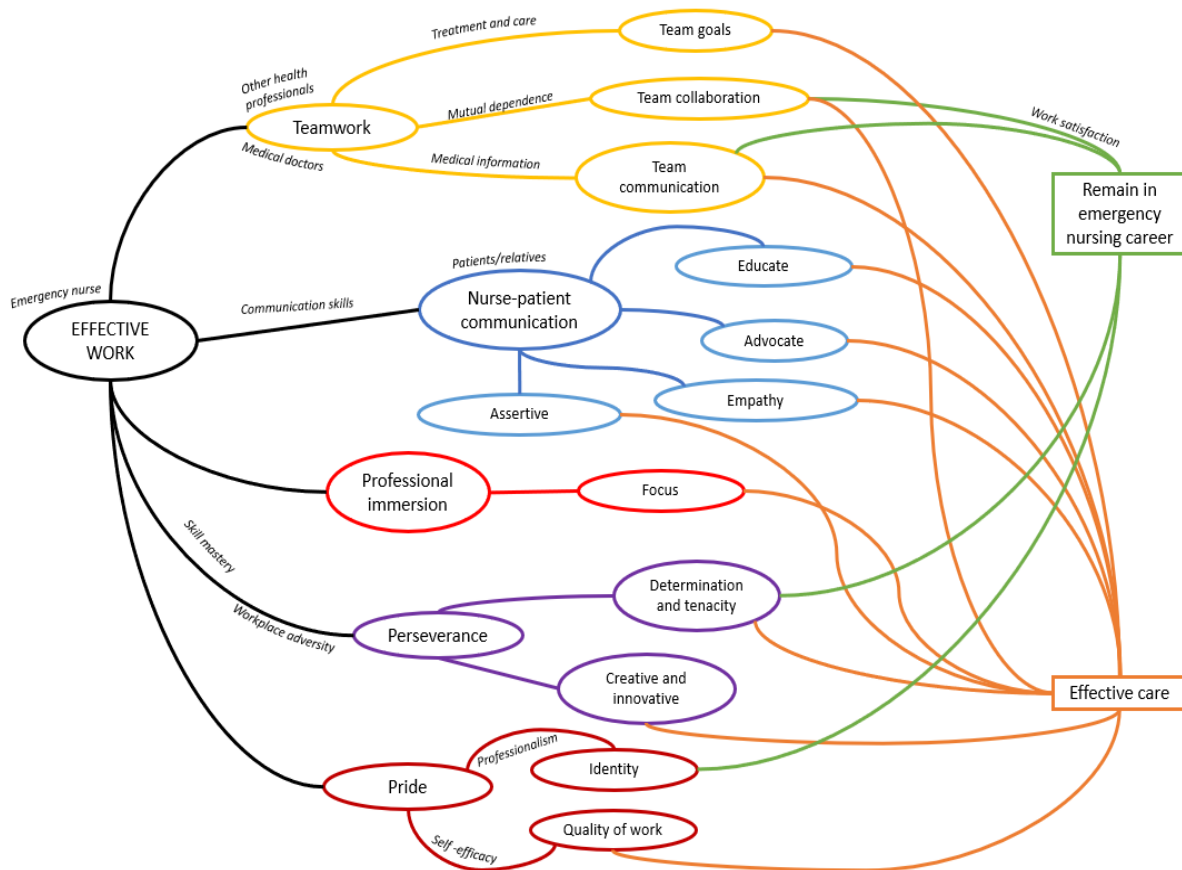 Treatment and care
Team goals
Other health
professionals
Mutual dependence
Team collaboration
Work satisfaction
Teamwork
Medical doctors
Medical information
Team
communication
Remain in
emergency
nursing career
Patients/relatives
Educate
Emergency nurse
Communication skills
Nurse-patient
communication
EFFECTIVE
WORK
Advocate
Empathy
Assertive
Professional
immersion
Focus
Skill mastery
Determination
and tenacity
Workplace adversity
Perseverance
Creative and
innovative
Effective care
Professionalism
Identity
Pride
Quality of work
Self -efficacy